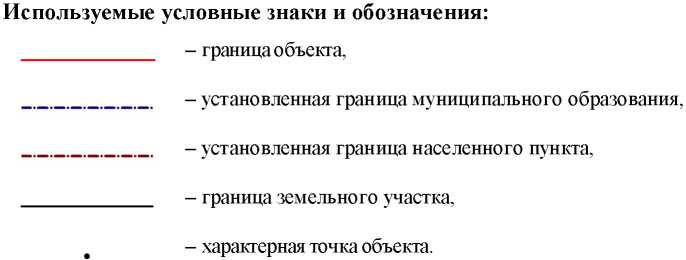 Используемые условные знаки и обозначения:
– граница объекта,
– установленная граница муниципального образования,
– установленная граница населенного пункта,
– граница земельного участка,
– характерная точка объекта.